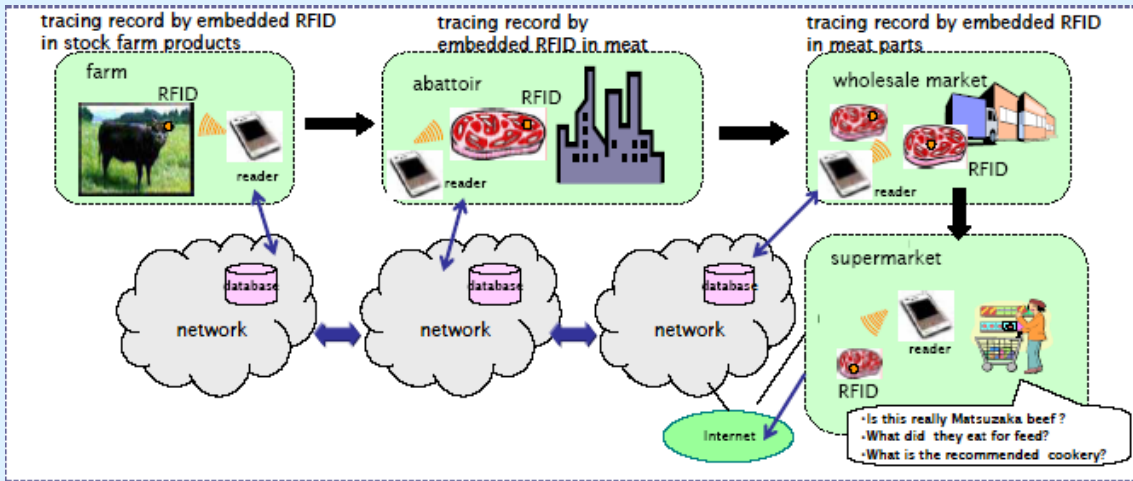 tracing record by embedded RFID
in stock farm products
tracing record by
embedded RFID in meat
tracing record by embedded RFID
in meat parts
farm
RFID
reader
abattoir
RFID
reader
wholesale market
reader
RFID
database
network
database
network
database
network
Internet
supermarket
reader
RFID
•Is this really Matsuzaka beef ?
•What did they eat for feed?
•What is the recommended cookery?